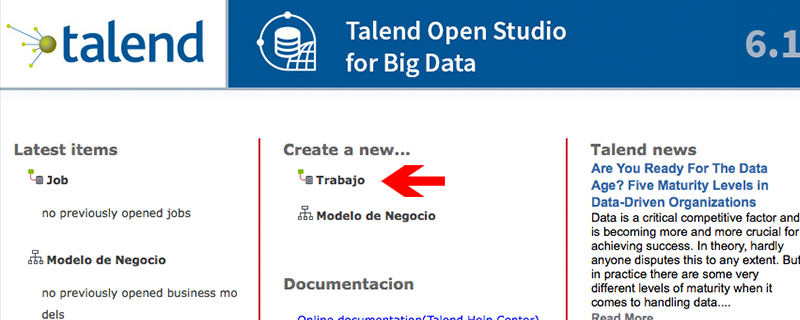 talend
Talend Open Studio
for Big Data
6.1
Latest items
Job
no previously opened jobs
Modelo de Negocio
no previously opened business mo
dels
Create a new...
Trabajo
Modelo de Negocio
Documentacion
Online documentation(Talend Help Center)
Talend news
Are You Ready For The Data
Age? Five Maturity Levels in
Data-Driven Organizations
Data is a critical competitive factor and
is becoming more and more crucial for
achieving success. In theory, hardly
anyone disputes this to any extent. But
in practice there are some very
different levels of maturity when it
comes to handling data....
Read More